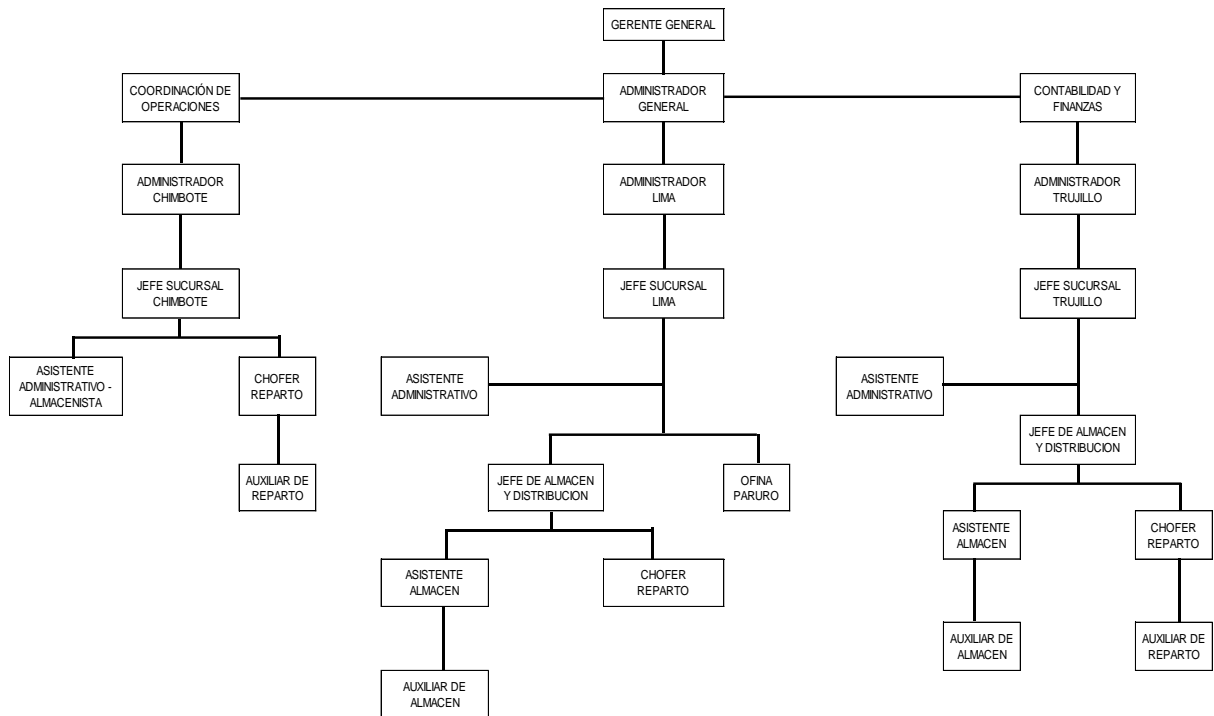 GERENTE GENERAL
COORDINACIÓN DE
OPERACIONES
ADMINISTRADOR
GENERAL
CONTABILIDAD Y
FINANZAS
ADMINISTRADOR
CHIMBOTE
ADMINISTRADOR
LIMA
ADMINISTRADOR
TRUJILLO
JEFE SUCURSAL
CHIMBOTE
JEFE SUCURSAL
LIMA
JEFE SUCURSAL
TRUJILLO
ASISTENTE
ADMINISTRATIVO -
ALMACENISTA
CHOFER
REPARTO
ASISTENTE
ADMINISTRATIVO
ASISTENTE
ADMINISTRATIVO
JEFE DE ALMACEN
Y DISTRIBUCION
AUXILIAR DE
REPARTO
JEFE DE ALMACEN
Y DISTRIBUCION
OFINA
PARURO
ASISTENTE
ALMACEN
CHOFER
REPARTO
ASISTENTE
ALMACEN
CHOFER
REPARTO
AUXILIAR DE
ALMACEN
AUXILIAR DE
REPARTO
AUXILIAR DE
ALMACEN